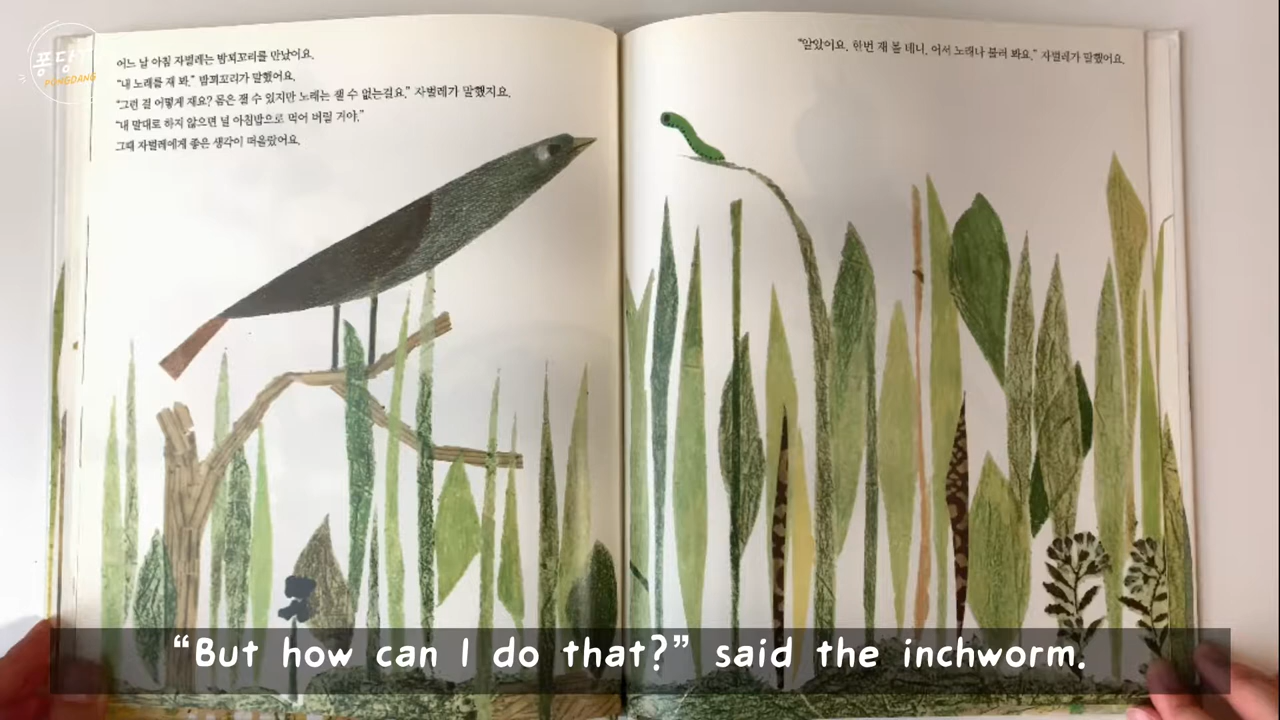 퐁당
PONGDANG
어느 날 아침 자벌레는 밤꾀꼬리를 만났어요.
“내 노래를 재 봐.” 밤꾀꼬리가 말했어요.
“그런 걸 어떻게 재요? 몸은 잴 수 있지만 노래는 잴 수 없는걸요.” 자벌레가 말했지요.
“내 말대로 하지 않으면 널 아침밥으로 먹어 버릴 거야.”
그때 자벌레에게 좋은 생각이 떠올랐어요.
“알았어요. 한번 재 볼 테니, 어서 노래나 불러 봐요.” 자벌레가 말했어요.
“But how can I do that?” said the inchworm.